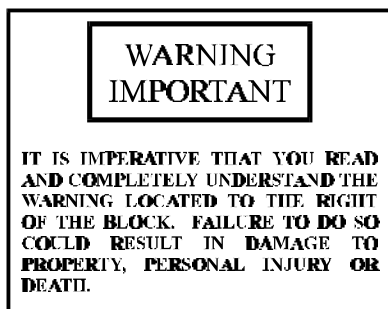 WARNING
IMPORTANT
IT IS IMPERATIVE THAT YOU READ
AND COMPLETELY UNDERSTAND THE
WARNING LOCATED TO THE RIGHT
OF THE BLOCK. FAILURE TO DO SO
COULD RESULT IN DAMAGE TO
PROPERTY, PERSONAL INJURY OR
DEATH.